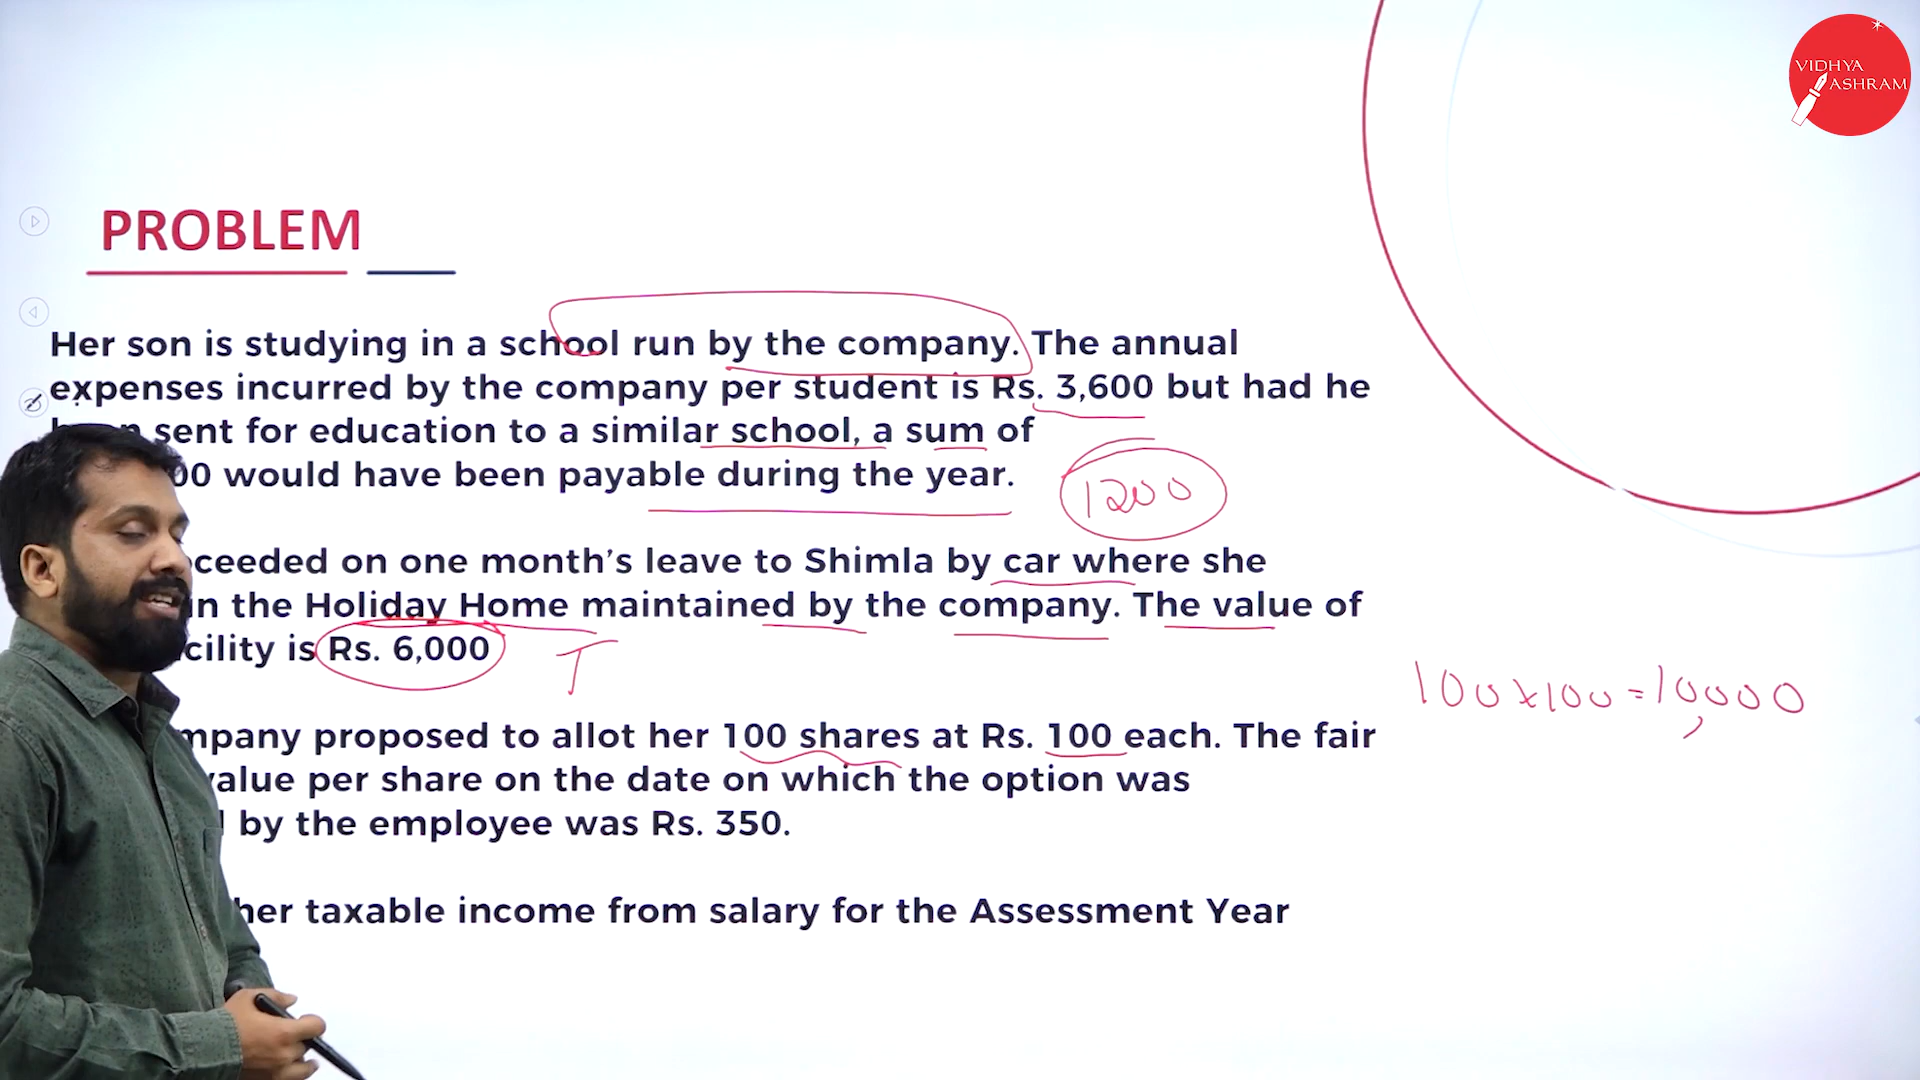 VIDHYA
ASHRAM
PROBLEM
Her son is studying in a school run by the company. The annual
expenses incurred by the company per student is Rs. 3,600 but had he
sent for education to a similar school, a sum of
00 would have been payable during the year.
1200
ceeded on one month's leave to Shimla by car where she
in the Holiday Home maintained by the company. The value of
cility is Rs. 6,000
T
100x100=10,000
mpany proposed to allot her 100 shares at Rs. 100 each. The fair
value per share on the date on which the option was
by the employee was Rs. 350.
her taxable income from salary for the Assessment Year